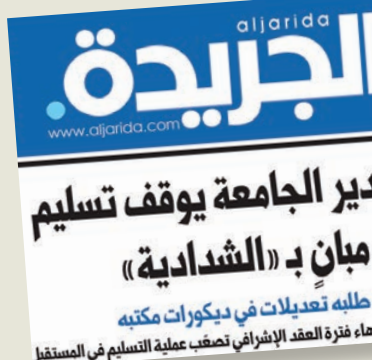 aljarida
الجريدة.
www.aljarida.com
دير الجامعة يوقف تسليم
مبانٍ بـ «الشدادية»
طلبه تعديلات في ديكورات مكتبه
هاء فترة العقد الإشرافي تصعّب عملية التسليم في المستقبل